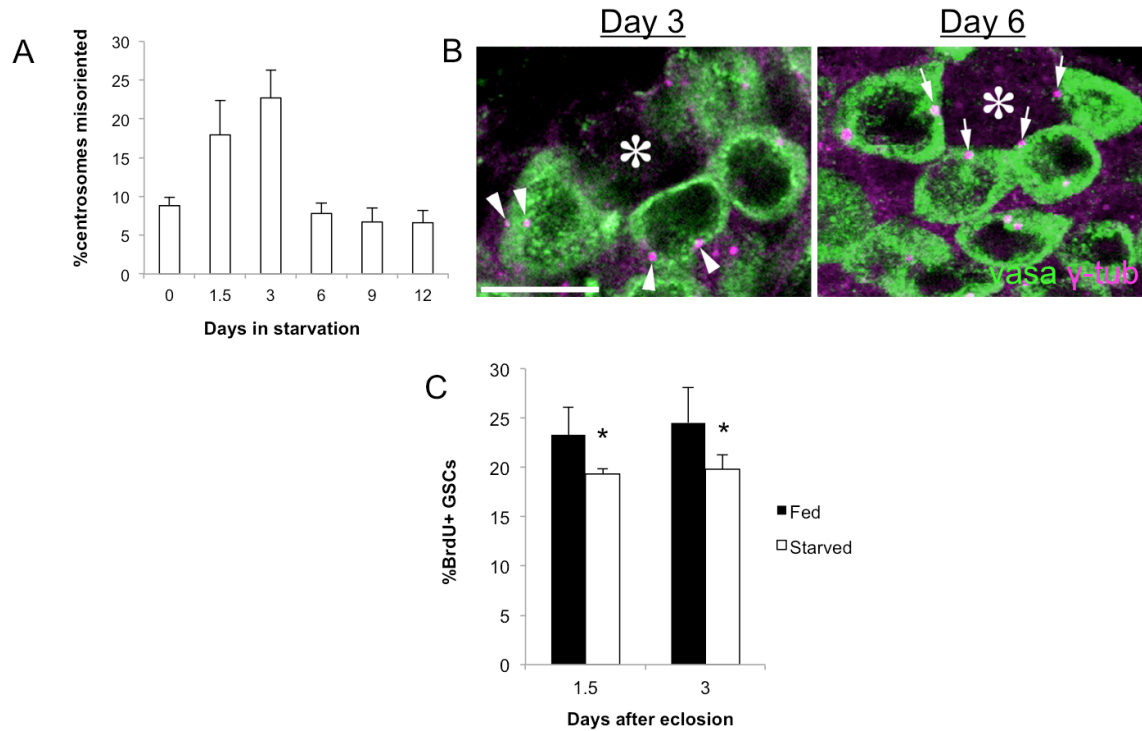 A
%centrosomes misoriented
30
25
20
15
10
5
0
0 1.5 3 6 9 12
Days in starvation
B
Day 3 Day 6
* *
vasa γ-tub
C
%BrdU+ GSCs
30
25
20
15
10
5
0
* *
1.5 3
Days after eclosion
Fed
Starved